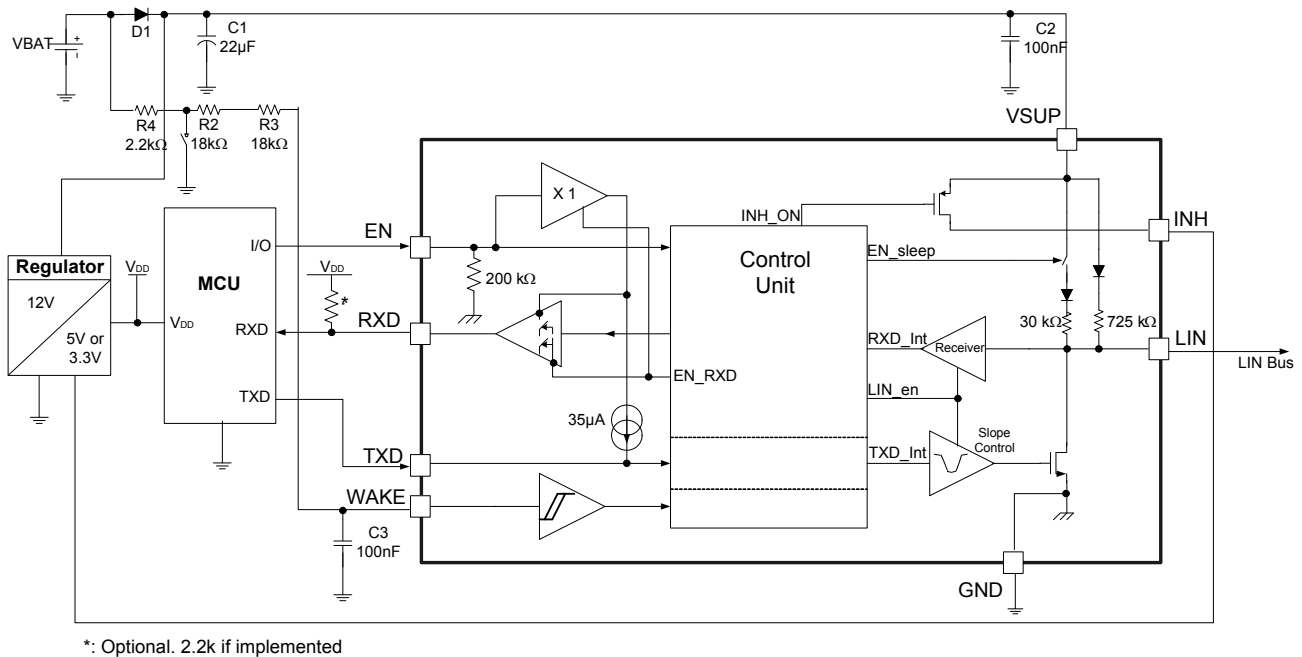 VBAT
+
-
D1
C1
22µF
C2
100nF
R4
2.2kΩ
R2
18kΩ
R3
18kΩ
VSUP
X 1
INH_ON
INH
EN
I/O
Regulator
12V
5V or
3.3V
VDD
MCU
VDD
RXD
TXD
200 kΩ
VDD
*
RXD
Control
Unit
EN_sleep
30 kΩ
725 kΩ
LIN
LIN Bus
RXD_Int
Receiver
EN_RXD
LIN_en
35µA
Slope
Control
TXD
TXD_Int
WAKE
C3
100nF
GND
*: Optional. 2.2k if implemented